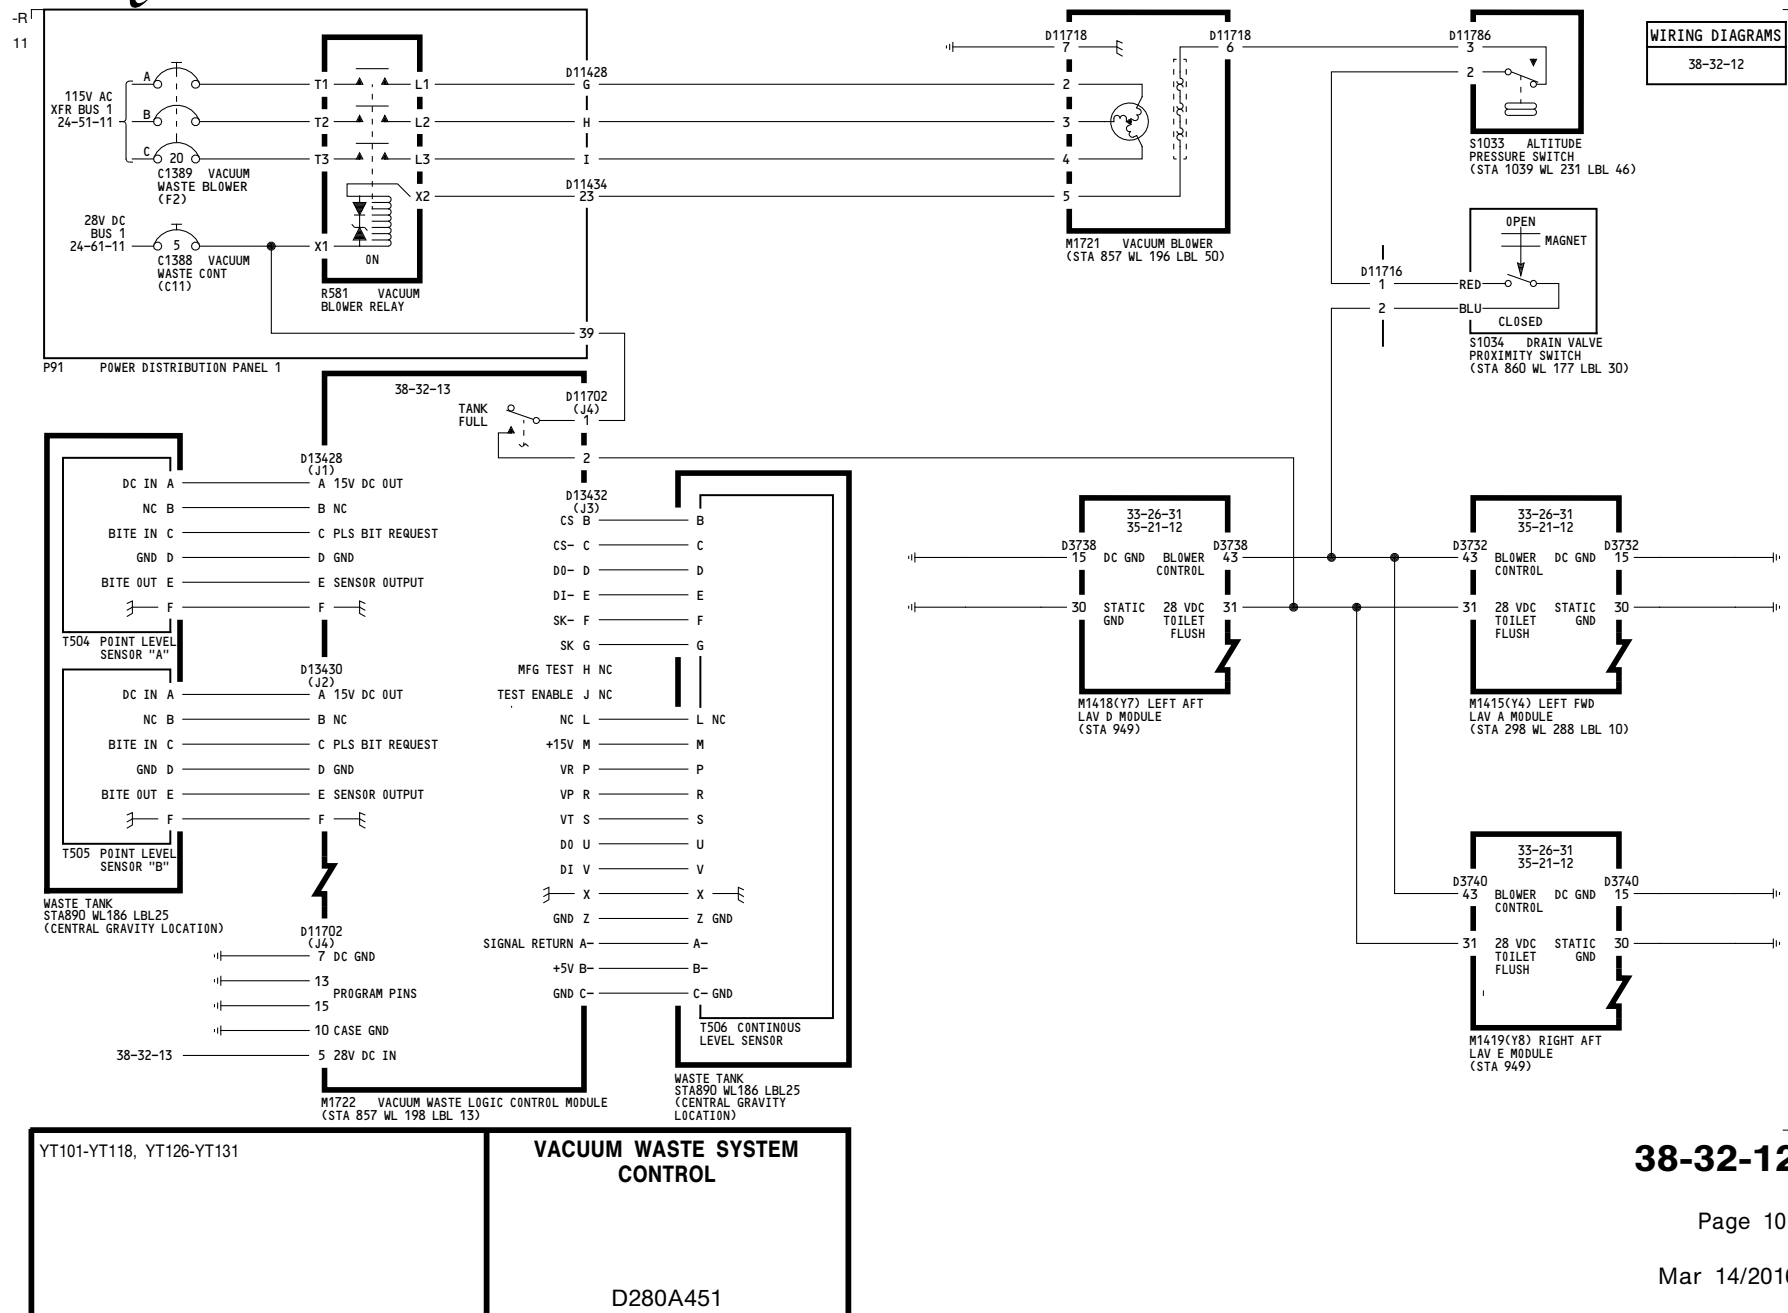 -R
11
WIRING DIAGRAMS
38-32-12
115V AC
XFR BUS 1
24-51-11
A
B
C 20
C1389 VACUUM
WASTE BLOWER
(F2)
28V DC
BUS 1
24-61-11
5
C1388 VACUUM
WASTE CONT
(C11)
T1 L1
T2 L2
T3 L3
X2
X1
ON
R581 VACUUM
BLOWER RELAY
D11428
G
H
I
D11434
23
39
P91 POWER DISTRIBUTION PANEL 1
D11718
7
2
3
4
5
D11718
6
M1721 VACUUM BLOWER
(STA 857 WL 196 LBL 50)
D11786
3
2
S1033 ALTITUDE
PRESSURE SWITCH
(STA 1039 WL 231 LBL 46)
OPEN
MAGNET
D11716
1 RED
2 BLU
CLOSED
S1034 DRAIN VALVE
PROXIMITY SWITCH
(STA 860 WL 177 LBL 30)
38-32-13
TANK
FULL
D11702
(J4)
1
2
D13428
(J1)
DC IN A A 15V DC OUT
NC B B NC
BITE IN C C PLS BIT REQUEST
GND D D GND
BITE OUT E E SENSOR OUTPUT
F F
T504 POINT LEVEL
SENSOR "A"
D13430
(J2)
DC IN A A 15V DC OUT
NC B B NC
BITE IN C C PLS BIT REQUEST
GND D D GND
BITE OUT E E SENSOR OUTPUT
F F
T505 POINT LEVEL
SENSOR "B"
WASTE TANK
STA890 WL186 LBL25
(CENTRAL GRAVITY LOCATION)
D11702
(J4)
7 DC GND
13
PROGRAM PINS
15
10 CASE GND
38-32-13 5 28V DC IN
M1722 VACUUM WASTE LOGIC CONTROL MODULE
(STA 857 WL 198 LBL 13)
D13432
(J3)
CS B B
CS- C C
DO- D D
DI- E E
SK- F F
SK G G
MFG TEST H NC
TEST ENABLE J NC
NC L L NC
+15V M M
VR P P
VP R R
VT S S
DO U U
DI V V
X X
GND Z Z GND
SIGNAL RETURN A- A-
+5V B- B-
GND C- C- GND
T506 CONTINOUS
LEVEL SENSOR
WASTE TANK
STA890 WL186 LBL25
(CENTRAL GRAVITY
LOCATION)
33-26-31
35-21-12
D3738 D3738
15 DC GND BLOWER 43
CONTROL
30 STATIC 28 VDC 31
GND TOILET
FLUSH
M1418(Y7) LEFT AFT
LAV D MODULE
(STA 949)
33-26-31
35-21-12
D3732 D3732
43 BLOWER DC GND 15
CONTROL
31 28 VDC STATIC 30
TOILET GND
FLUSH
M1415(Y4) LEFT FWD
LAV A MODULE
(STA 298 WL 288 LBL 10)
33-26-31
35-21-12
D3740 D3740
43 BLOWER DC GND 15
CONTROL
31 28 VDC STATIC 30
TOILET GND
FLUSH
M1419(Y8) RIGHT AFT
LAV E MODULE
(STA 949)
YT101-YT118, YT126-YT131
VACUUM WASTE SYSTEM
CONTROL
D280A451
38-32-12
Page 10
Mar 14/2016